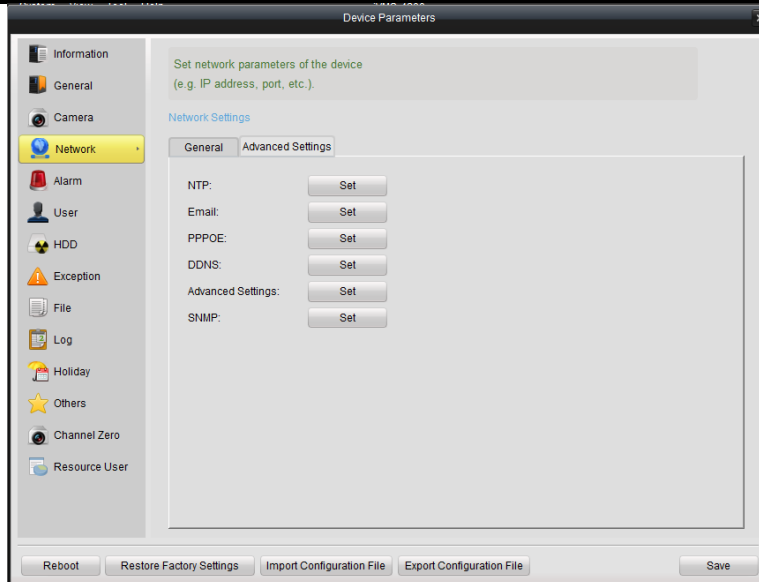 Device Parameters
Information
General
Camera
Network
Alarm
User
HDD
Exception
File
Log
Holiday
Others
Channel Zero
Resource User
Set network parameters of the device
(e.g. IP address, port, etc.).
Network Settings
General Advanced Settings
NTP: Set
Email: Set
PPPOE: Set
DDNS: Set
Advanced Settings: Set
SNMP: Set
Reboot Restore Factory Settings Import Configuration File Export Configuration File Save